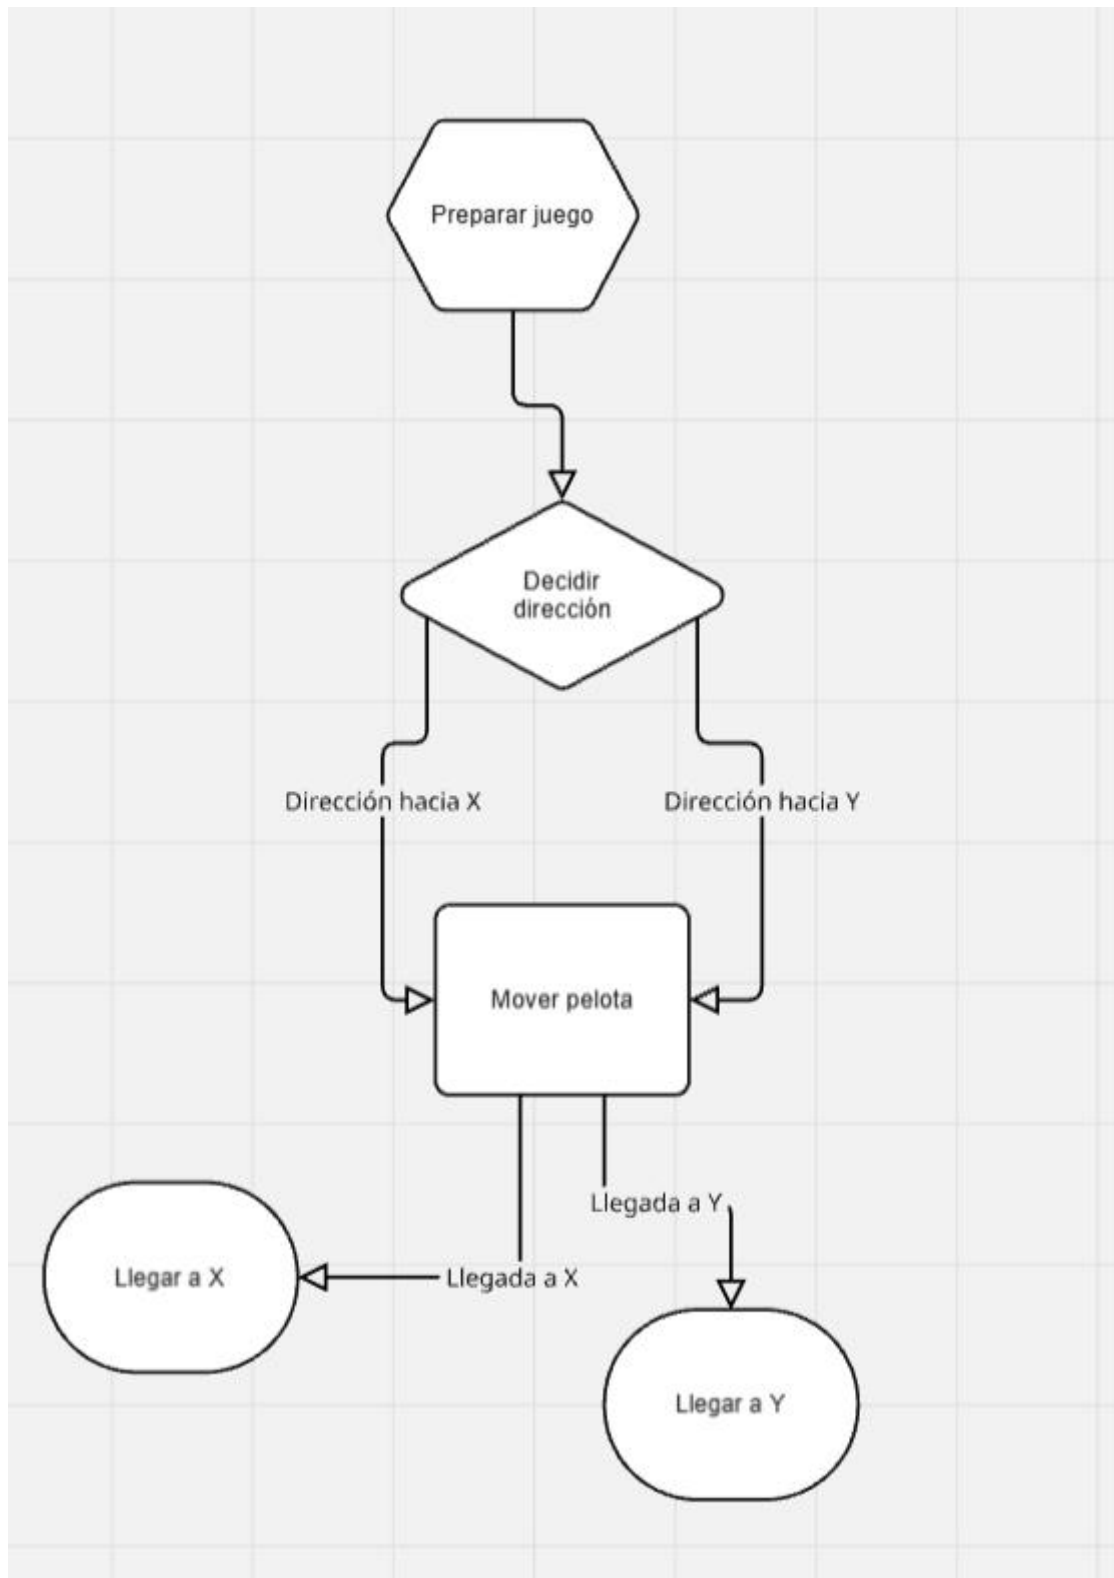 Preparar juego
Decidir
dirección
Dirección hacia X
Dirección hacia Y
Mover pelota
Llegada a Y
Llegar a X
Llegada a X
Llegar a Y